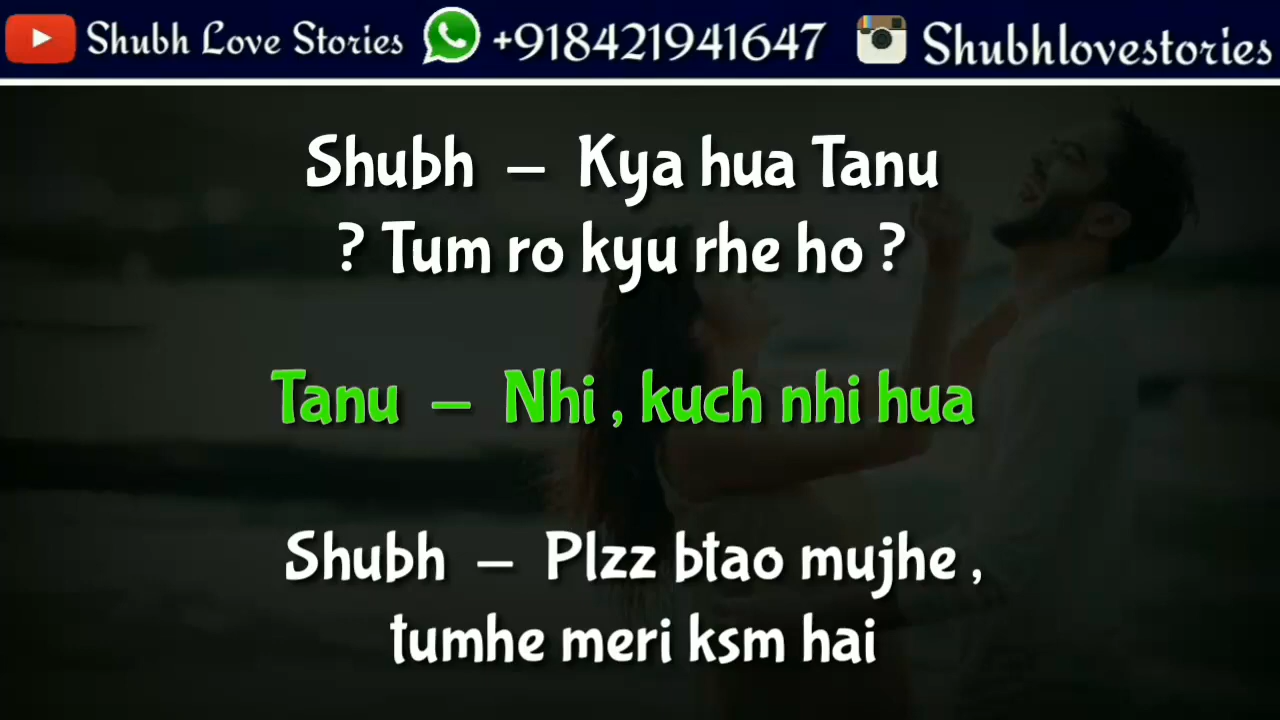 Shubh Love Stories +918421941647 Shubhlovestories
Shubh – Kya hua Tanu
? Tum ro kyu rhe ho ?
Tanu – Nhi , kuch nhi hua
Shubh – Plzz btao mujhe ,
tumhe meri ksm hai